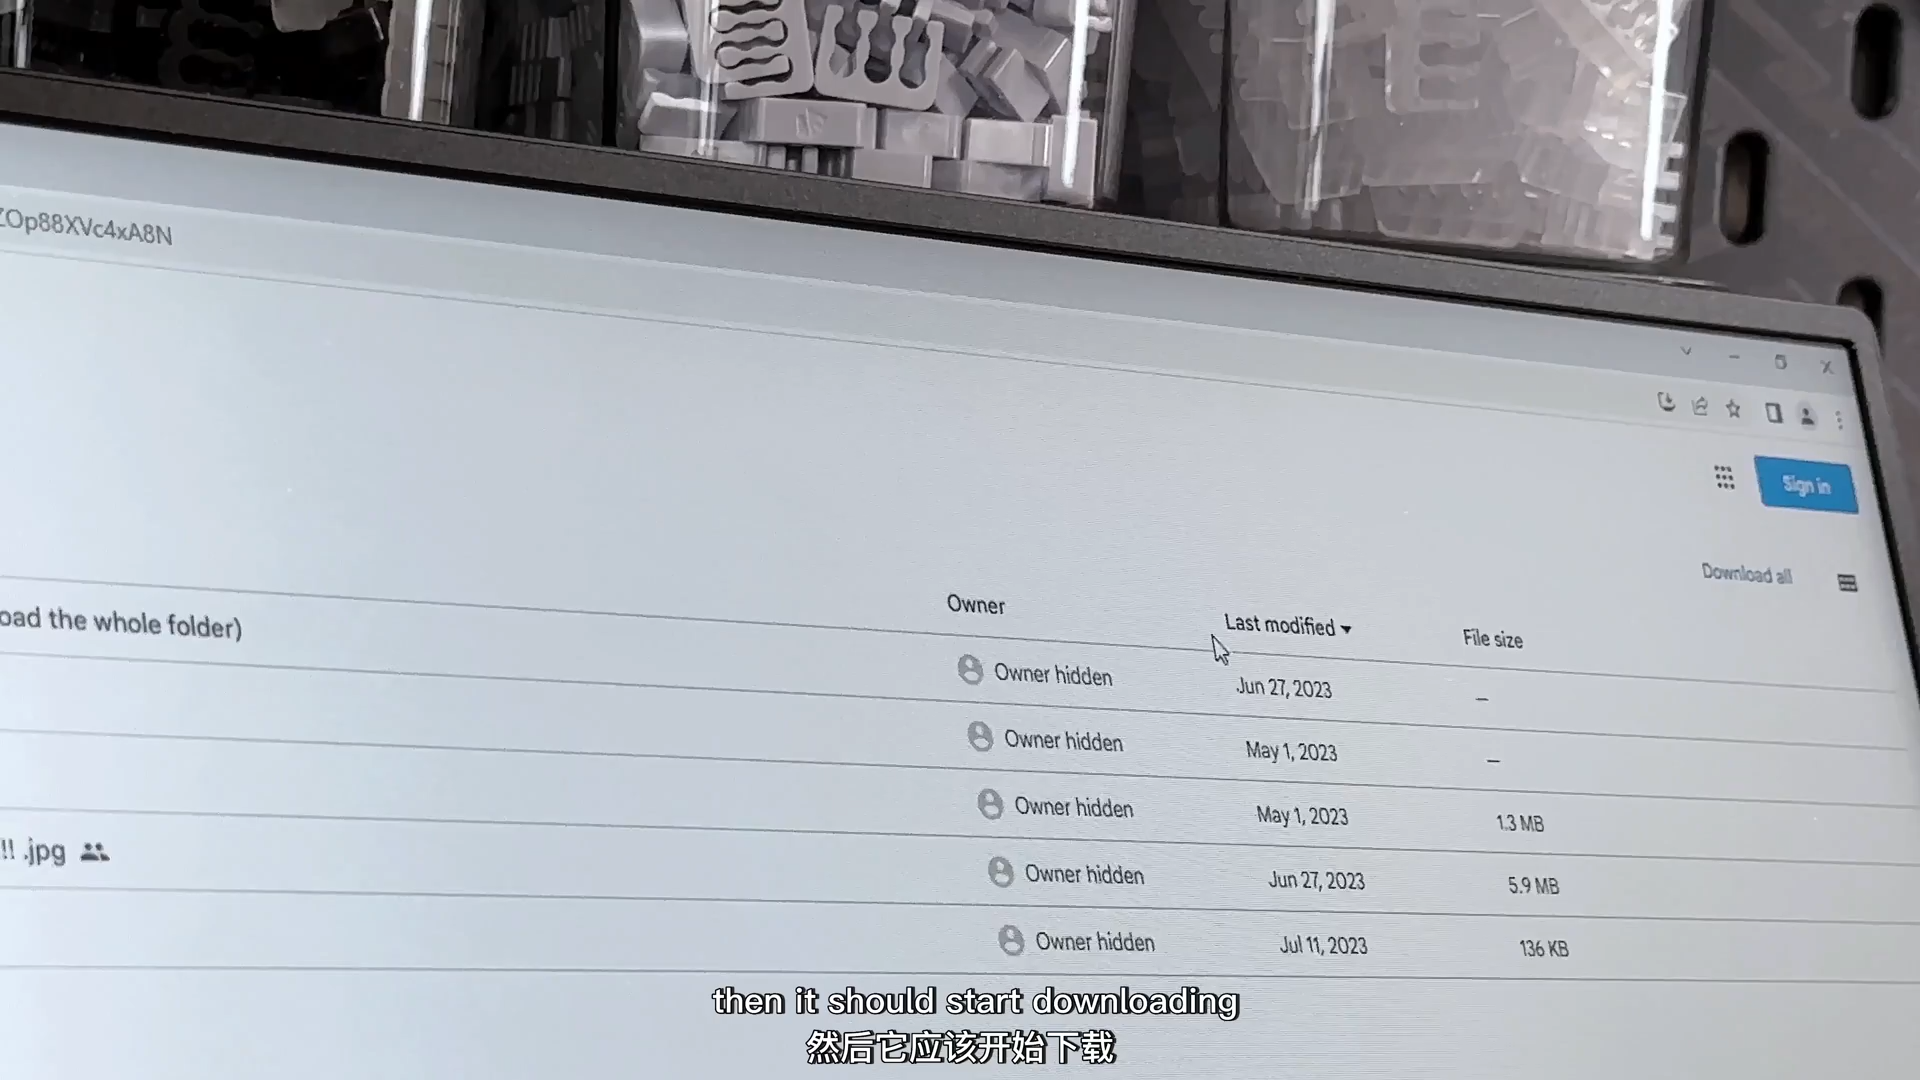 ZOp88XVc4xA8N
Sign in
Download all
Owner Last modified File size
oad the whole folder) Owner hidden Jun 27, 2023 –
Owner hidden May 1, 2023 –
Owner hidden May 1, 2023 1.3 MB
!! .jpg Owner hidden Jun 27, 2023 5.9 MB
Owner hidden Jul 11, 2023 136 KB
then it should start downloading
然后它应该开始下载